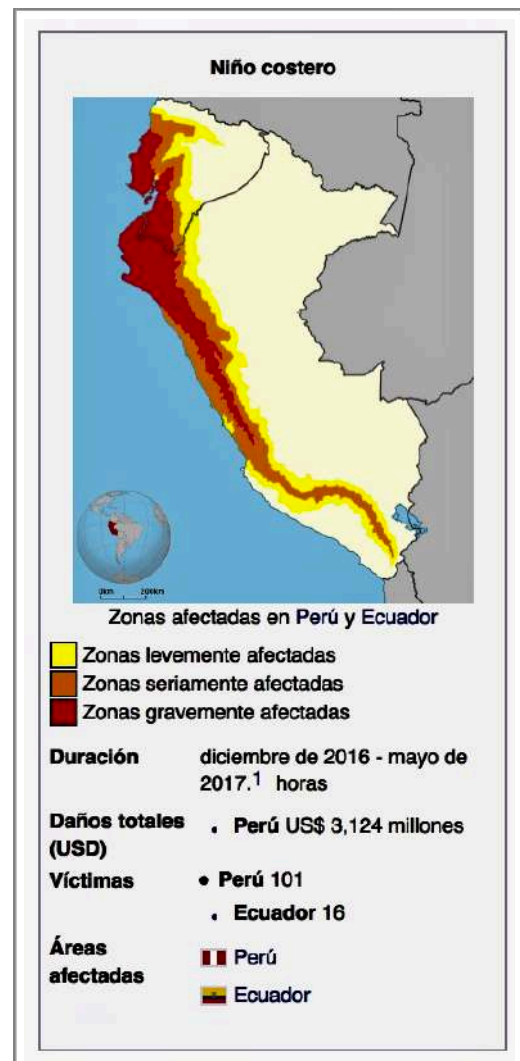 Niño costero
0km 200km
Zonas afectadas en Perú y Ecuador
Zonas levemente afectadas
Zonas seriamente afectadas
Zonas gravemente afectadas
Duración diciembre de 2016 - mayo de
2017.1 horas
Daños totales • Perú US$ 3,124 millones
(USD)
Víctimas • Perú 101
• Ecuador 16
Áreas Perú
afectadas
Ecuador